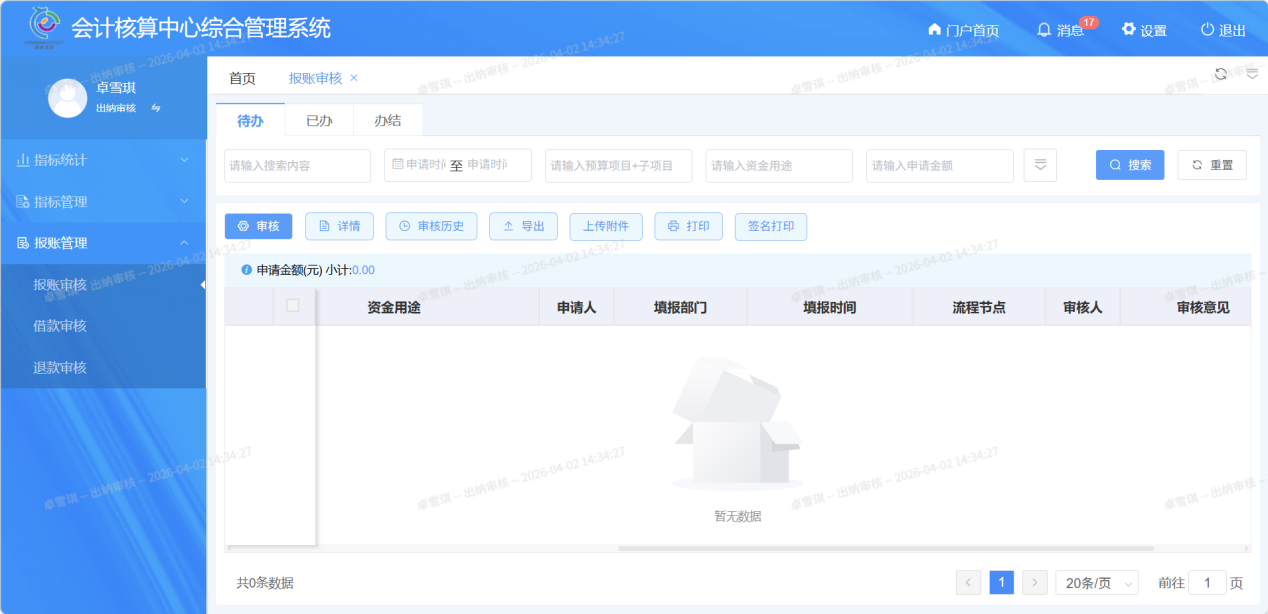 会计核算中心综合管理系统
门户首页 消息 17 设置 退出
卓雪琪
出纳审核
首页 报账审核 ×
指标统计
指标管理
报账管理
报账审核
借款审核
退款审核
待办 已办 办结
请输入搜索内容 申请时 至 申请时 请输入预算项目+子项目 请输入资金用途 请输入申请金额 搜索 重置
审核 详情 审核历史 导出 上传附件 打印 签名打印
申请金额(元) 小计:0.00
资金用途 申请人 填报部门 填报时间 流程节点 审核人 审核意见
暂无数据
共0条数据 1 20条/页 前往 1 页
卓雪琪 -- 出纳审核 -- 2026-04-02 14:34:27